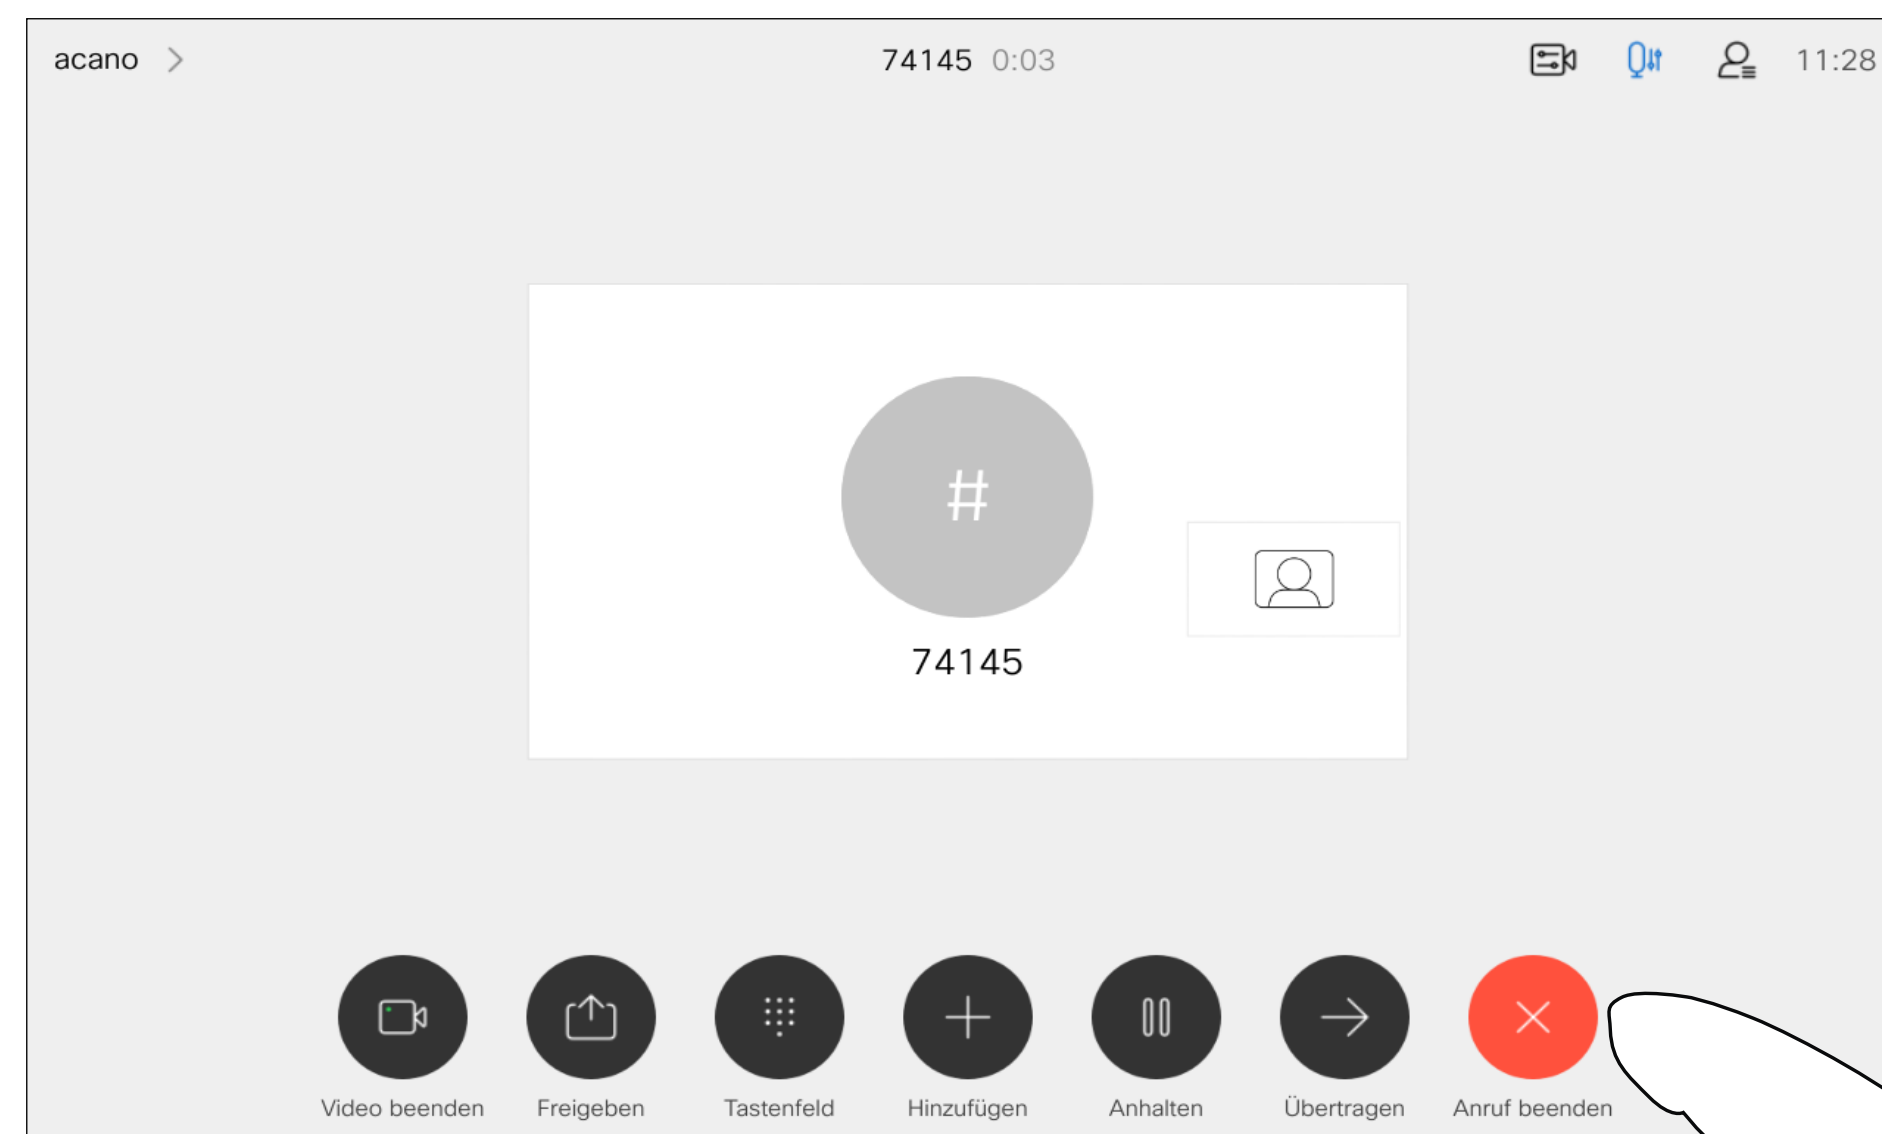 acano
74145 0:03
11:28
#
74145
Video beenden
Freigeben
Tastenfeld
Hinzufügen
Anhalten
Übertragen
Anruf beenden